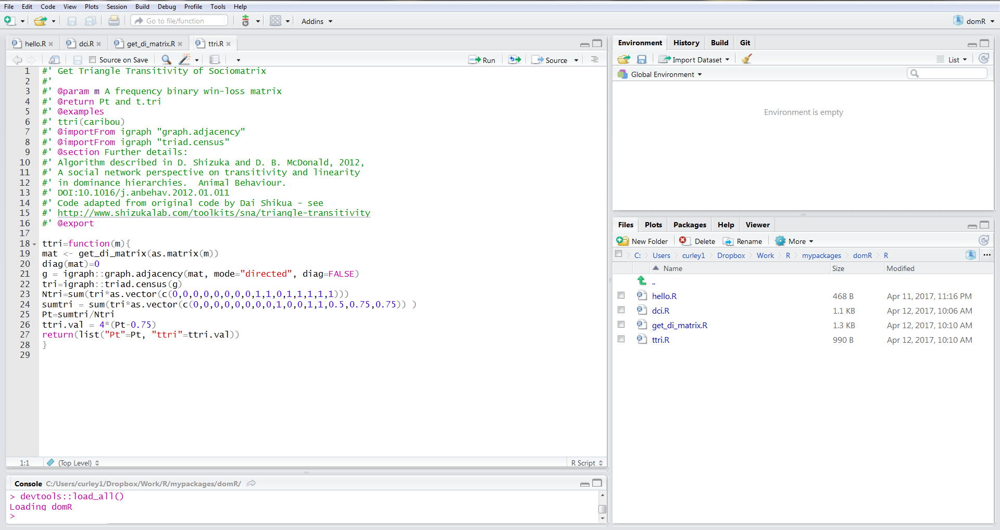 File Edit Code View Plots Session Build Debug Profile Tools Help
Go to file/function Addins domR
hello.R dci.R get_di_matrix.R ttri.R
Source on Save Run Source
1 #' Get Triangle Transitivity of Sociomatrix
2 #'
3 #' @param m A frequency binary win-loss matrix
4 #' @return Pt and t.tri
5 #' @examples
6 #' ttri(caribou)
7 #' @importFrom igraph "graph.adjacency"
8 #' @importFrom igraph "triad.census"
9 #' @section Further details:
10 #' Algorithm described in D. Shizuka and D. B. McDonald, 2012,
11 #' A social network perspective on transitivity and linearity
12 #' in dominance hierarchies.  Animal Behaviour.
13 #' DOI:10.1016/j.anbehav.2012.01.011
14 #' Code adapted from original code by Dai Shikua - see
15 #' http://www.shizukalab.com/toolkits/sna/triangle-transitivity
16 #' @export
17
18 ttri=function(m){
19 mat <- get_di_matrix(as.matrix(m))
20 diag(mat)=0
21 g = igraph::graph.adjacency(mat, mode="directed", diag=FALSE)
22 tri=igraph::triad.census(g)
23 Ntri=sum(tri*as.vector(c(0,0,0,0,0,0,0,0,1,1,0,1,1,1,1,1)))
24 sumtri = sum(tri*as.vector(c(0,0,0,0,0,0,0,0,1,0,0,1,1,0.5,0.75,0.75)) )
25 Pt=sumtri/Ntri
26 ttri.val = 4*(Pt-0.75)
27 return(list("Pt"=Pt, "ttri"=ttri.val))
28 }
29
1:1 (Top Level) R Script
Console C:/Users/curley1/Dropbox/Work/R/mypackages/domR/
> devtools::load_all()
Loading domR
>
Environment History Build Git
Import Dataset List
Global Environment
Environment is empty
Files Plots Packages Help Viewer
New Folder Delete Rename More
C: Users curley1 Dropbox Work R mypackages domR R ...
Name Size Modified
..
hello.R 468 B Apr 11, 2017, 11:16 PM
dci.R 1.1 KB Apr 12, 2017, 10:06 AM
get_di_matrix.R 1.3 KB Apr 12, 2017, 10:10 AM
ttri.R 990 B Apr 12, 2017, 10:10 AM